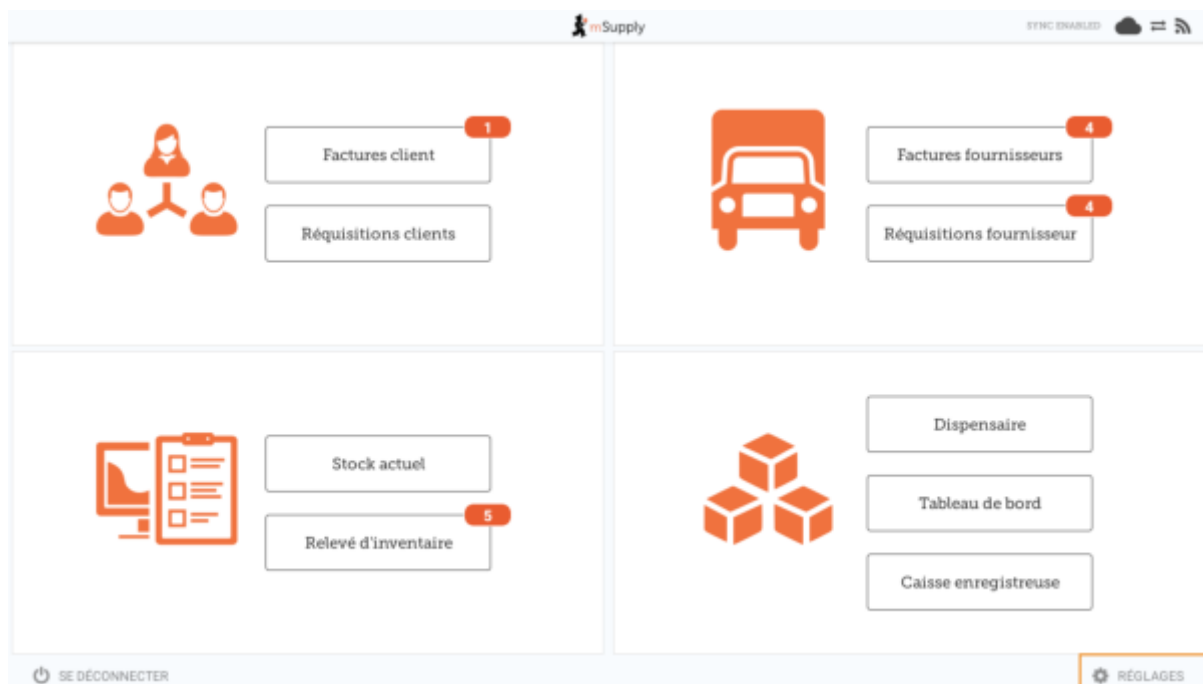 mSupply
SYNC ENABLED
1
Factures client
Réquisitions clients
4
Factures fournisseurs
4
Réquisitions fournisseur
Stock actuel
5
Relevé d'inventaire
Dispensaire
Tableau de bord
Caisse enregistreuse
SE DÉCONNECTER
RÉGLAGES